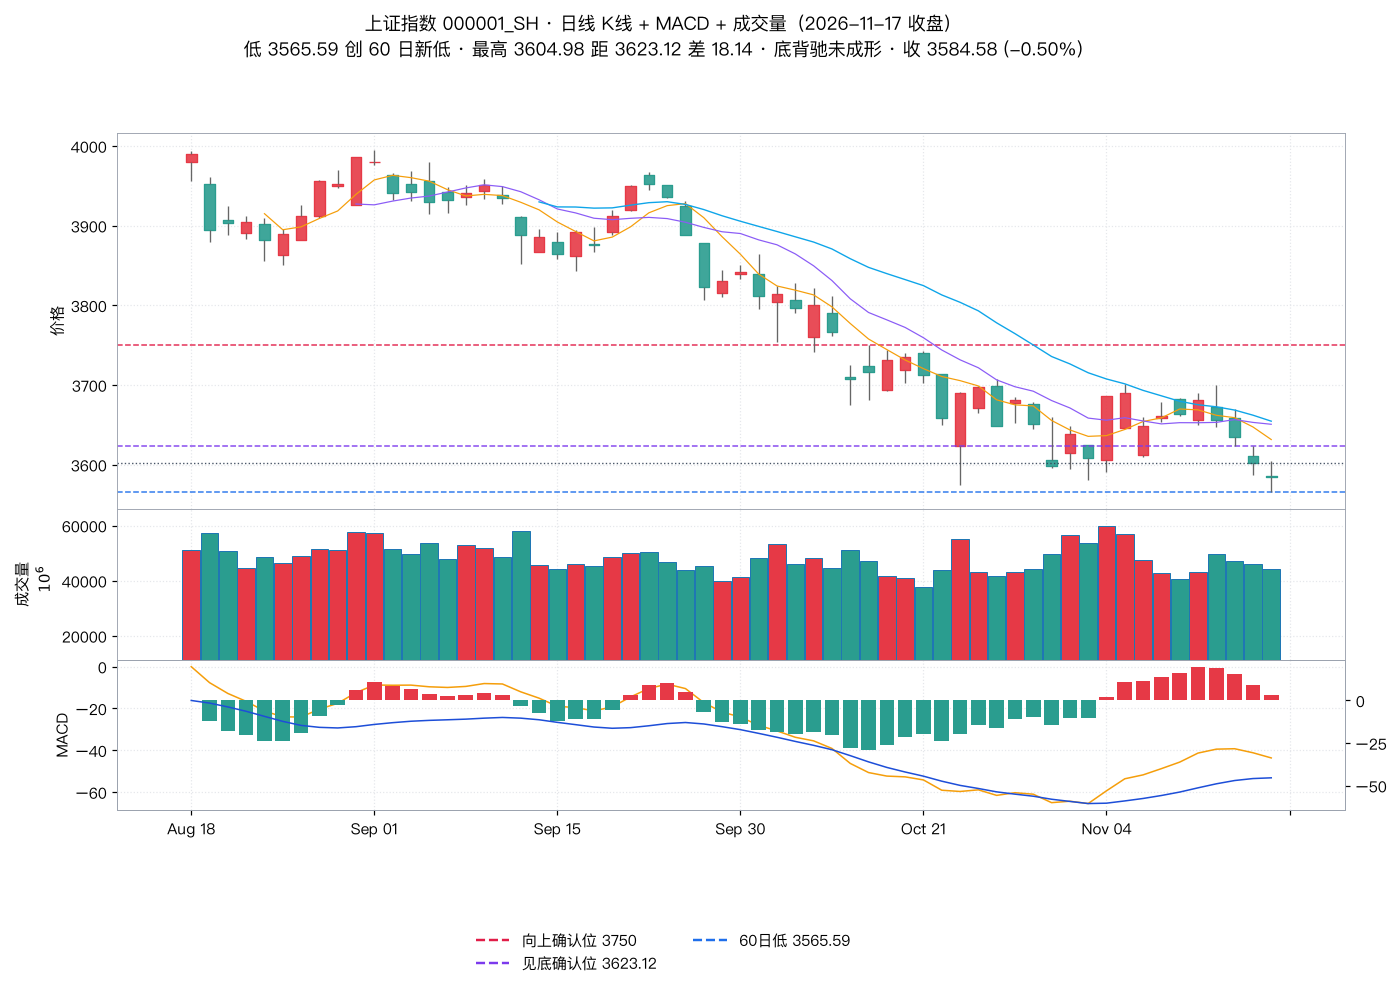 上证指数 000001_SH · 日线 K线 + MACD + 成交量（2026−11−17 收盘）
低 3565.59 创 60 日新低 · 最高 3604.98 距 3623.12 差 18.14 · 底背驰未成形 · 收 3584.58 (−0.50%)
4000
3900
3800
3700
3600
价格
60000
40000
20000
成交量
10⁶
0
−20
−40
−60
MACD
0
−25
−50
Aug 18
Sep 01
Sep 15
Sep 30
Oct 21
Nov 04
向上确认位 3750
见底确认位 3623.12
60日低 3565.59